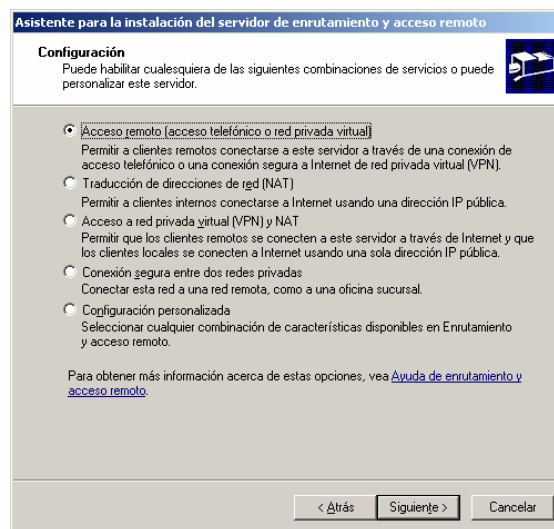 Asistente para la instalación del servidor de enrutamiento y acceso remoto
Configuración
Puede habilitar cualesquiera de las siguientes combinaciones de servicios o puede
personalizar este servidor.
Acceso remoto (acceso telefónico o red privada virtual)
Permitir a clientes remotos conectarse a este servidor a través de una conexión de
acceso telefónico o una conexión segura a Internet de red privada virtual (VPN).
Traducción de direcciones de red (NAT)
Permitir a clientes internos conectarse a Internet usando una dirección IP pública.
Acceso a red privada virtual (VPN) y NAT
Permitir que los clientes remotos se conecten a este servidor a través de Internet y que
los clientes locales se conecten a Internet usando una sola dirección IP pública.
Conexión segura entre dos redes privadas
Conectar esta red a una red remota, como a una oficina sucursal.
Configuración personalizada
Seleccionar cualquier combinación de características disponibles en Enrutamiento
y acceso remoto.
Para obtener más información acerca de estas opciones, vea Ayuda de enrutamiento y
acceso remoto.
< Atrás Siguiente > Cancelar